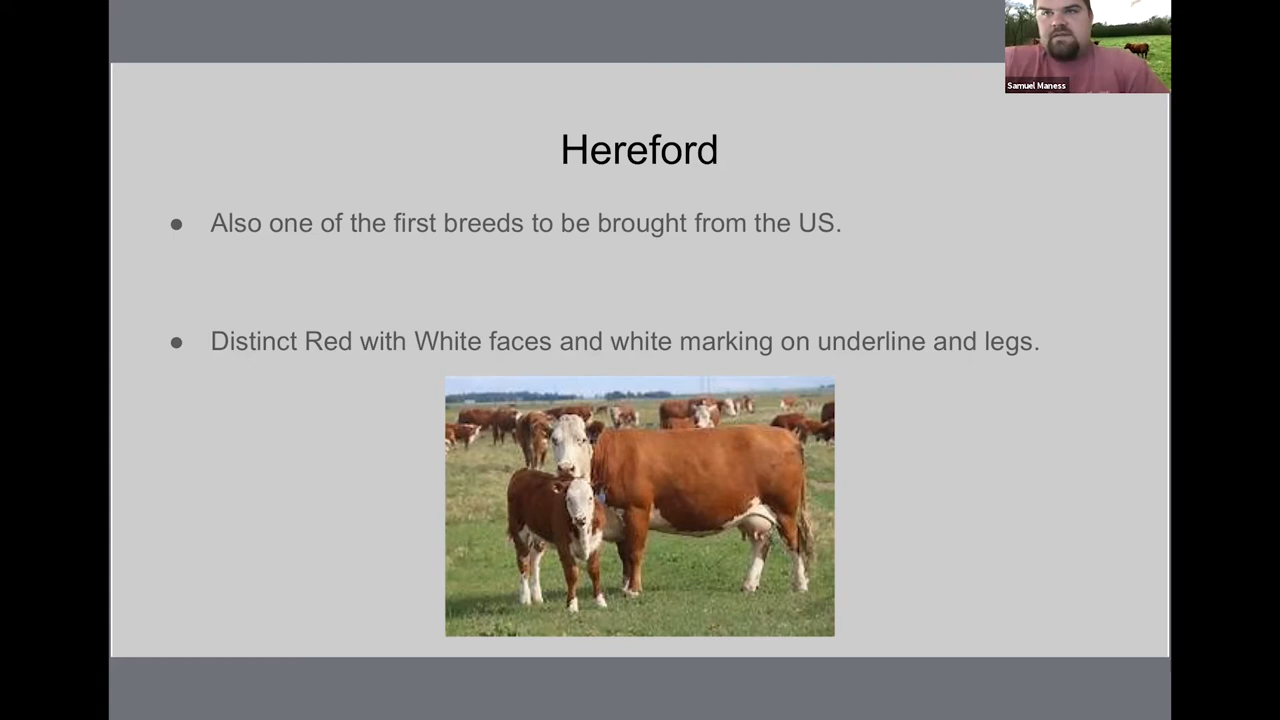 Samuel Maness
Hereford
● Also one of the first breeds to be brought from the US.
● Distinct Red with White faces and white marking on underline and legs.